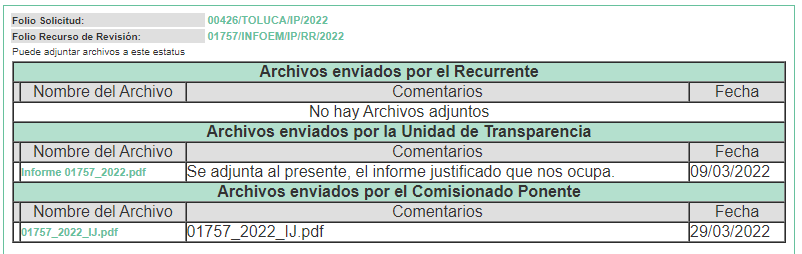 Folio Solicitud: 00426/TOLUCA/IP/2022
Folio Recurso de Revisión: 01757/INFOEM/IP/RR/2022
Puede adjuntar archivos a este estatus
Archivos enviados por el Recurrente
Nombre del Archivo Comentarios Fecha
No hay Archivos adjuntos
Archivos enviados por la Unidad de Transparencia
Nombre del Archivo Comentarios Fecha
Informe 01757_2022.pdf Se adjunta al presente, el informe justificado que nos ocupa. 09/03/2022
Archivos enviados por el Comisionado Ponente
Nombre del Archivo Comentarios Fecha
01757_2022_IJ.pdf 01757_2022_IJ.pdf 29/03/2022